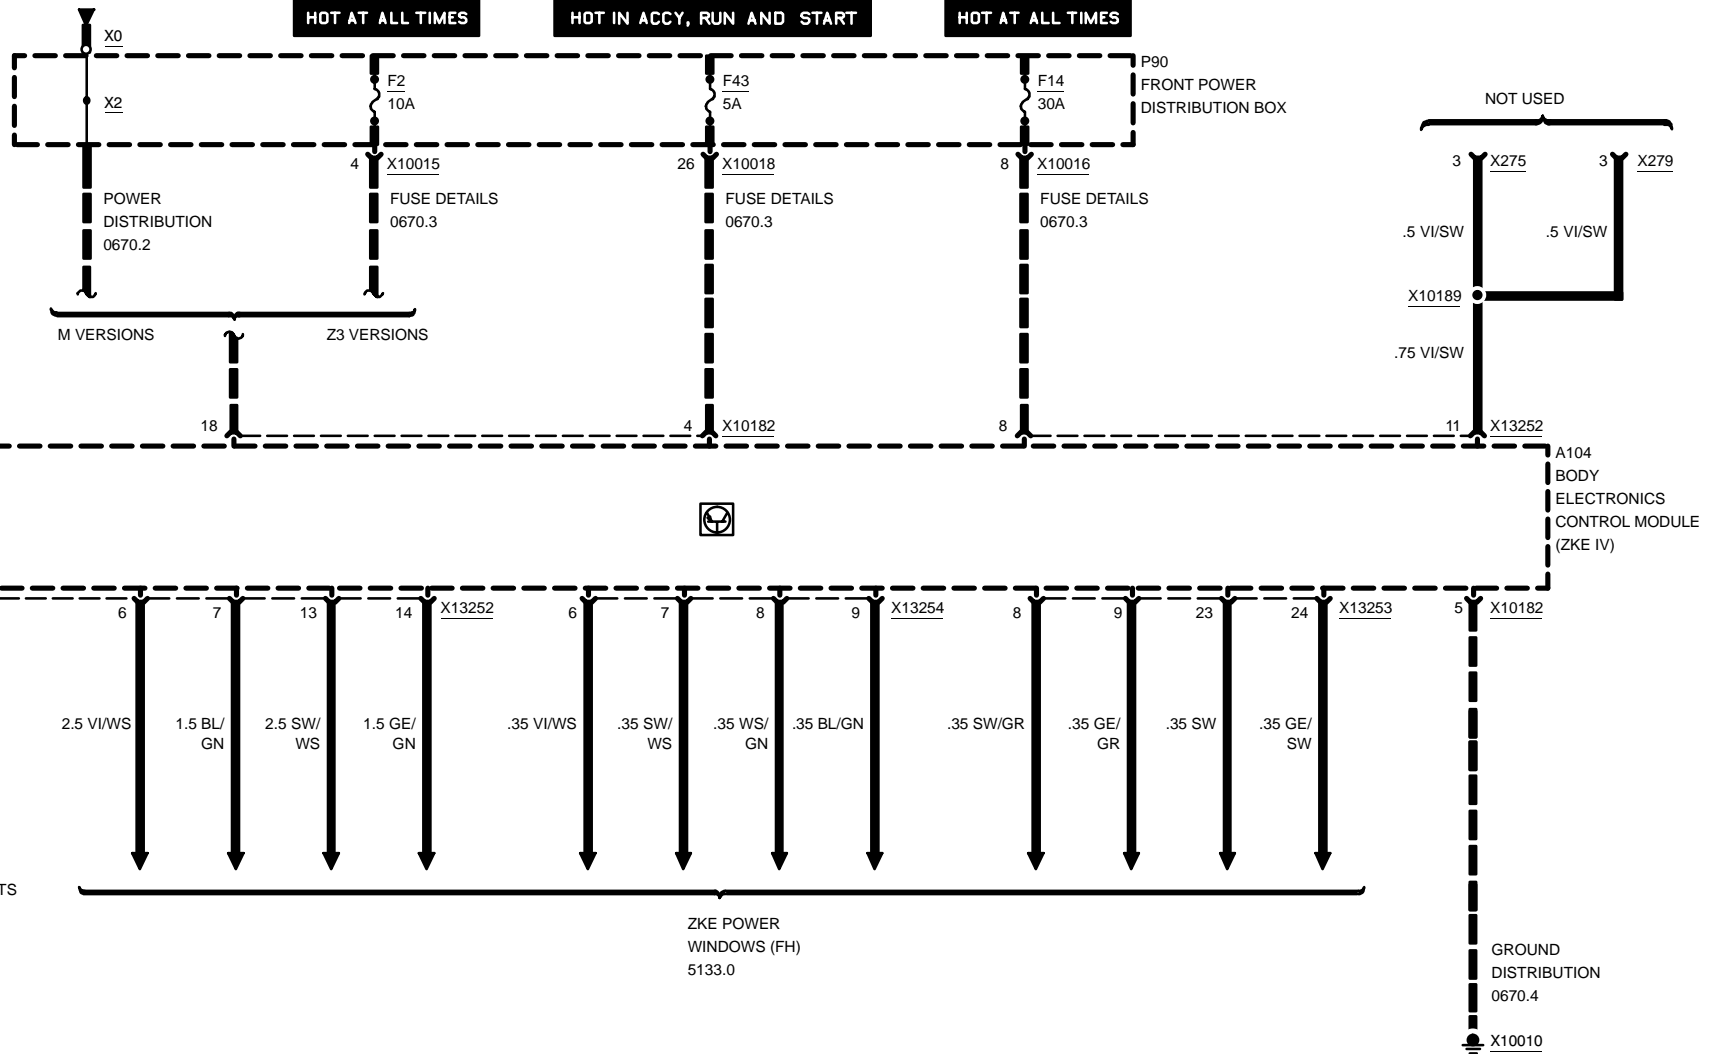 HOT AT ALL TIMES
HOT IN ACCY, RUN AND START
HOT AT ALL TIMES
X0
X2
F2
10A
F43
5A
F14
30A
P90
FRONT POWER
DISTRIBUTION BOX
NOT USED
4 X10015
26 X10018
8 X10016
3 X275
3 X279
POWER
DISTRIBUTION
0670.2
FUSE DETAILS
0670.3
FUSE DETAILS
0670.3
FUSE DETAILS
0670.3
.5 VI/SW
.5 VI/SW
X10189
M VERSIONS
Z3 VERSIONS
.75 VI/SW
18
4 X10182
8
11 X13252
A104
BODY
ELECTRONICS
CONTROL MODULE
(ZKE IV)
6
7
13
14 X13252
6
7
8
9 X13254
8
9
23
24 X13253
5 X10182
2.5 VI/WS
1.5 BL/
GN
2.5 SW/
WS
1.5 GE/
GN
.35 VI/WS
.35 SW/
WS
.35 WS/
GN
.35 BL/GN
.35 SW/GR
.35 GE/
GR
.35 SW
.35 GE/
SW
TS
ZKE POWER
WINDOWS (FH)
5133.0
GROUND
DISTRIBUTION
0670.4
X10010